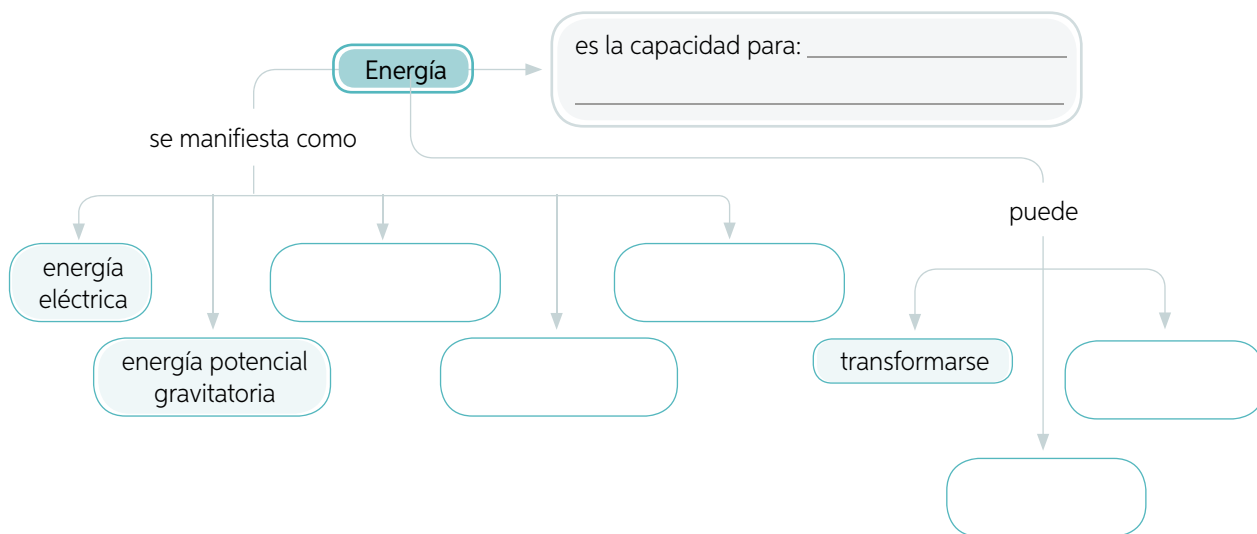 Energía
es la capacidad para:
se manifiesta como
puede
energía
eléctrica
energía potencial
gravitatoria
transformarse